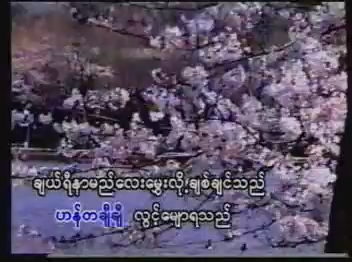 ချယ်ရီနာမည်လေးမွှေးလို့ ချစ်ချင်သည်
ဟန်တချီချီ လွင့်မျောရသည်